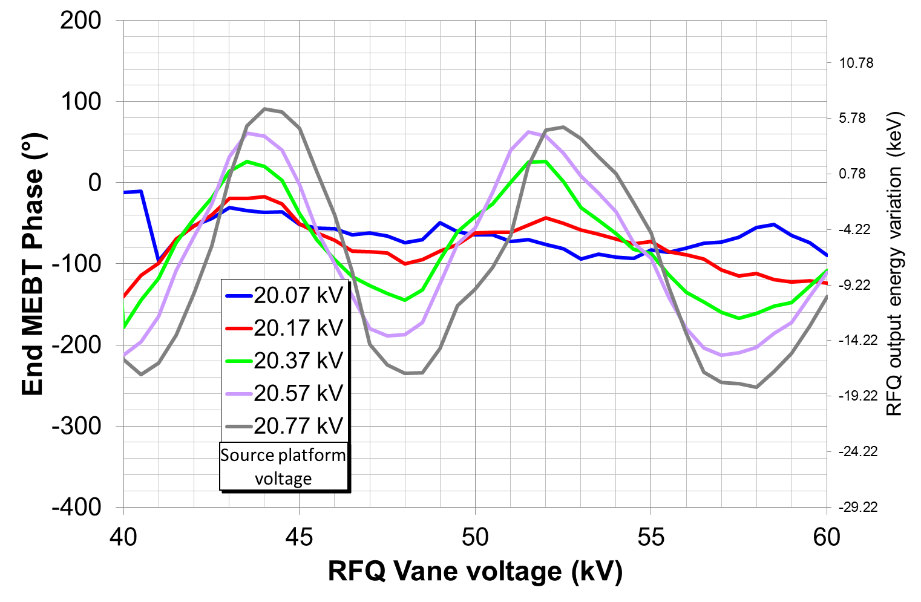 200
100
0
-100
-200
-300
-400
End MEBT Phase (°)
10.78
5.78
0.78
-4.22
-9.22
-14.22
-19.22
-24.22
-29.22
RFQ output energy variation (keV)
20.07 kV
20.17 kV
20.37 kV
20.57 kV
20.77 kV
Source platform
voltage
40 45 50 55 60
RFQ Vane voltage (kV)